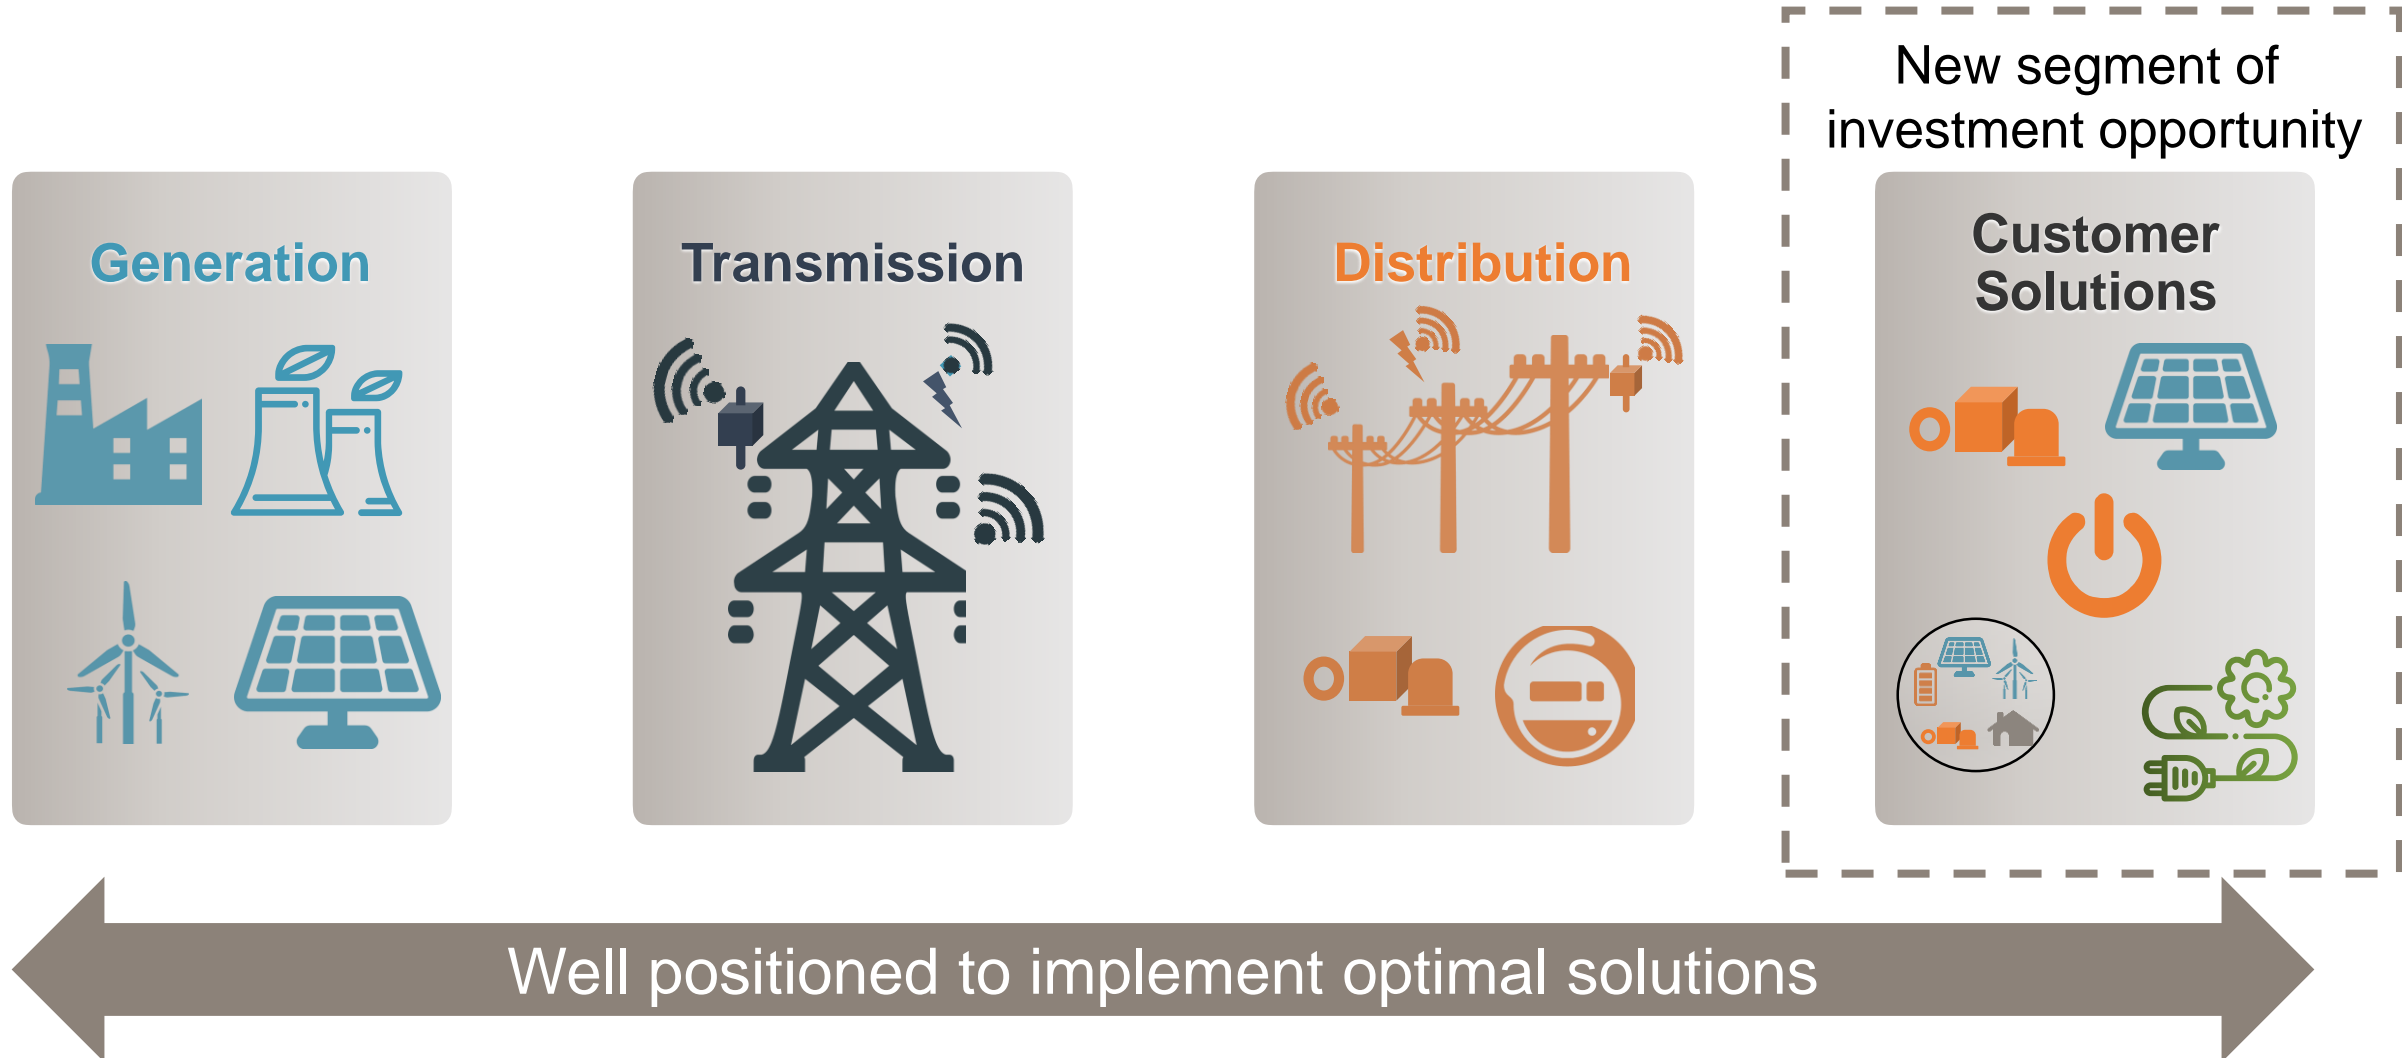 New segment of
investment opportunity
Generation
Transmission
Distribution
Customer
Solutions
Well positioned to implement optimal solutions